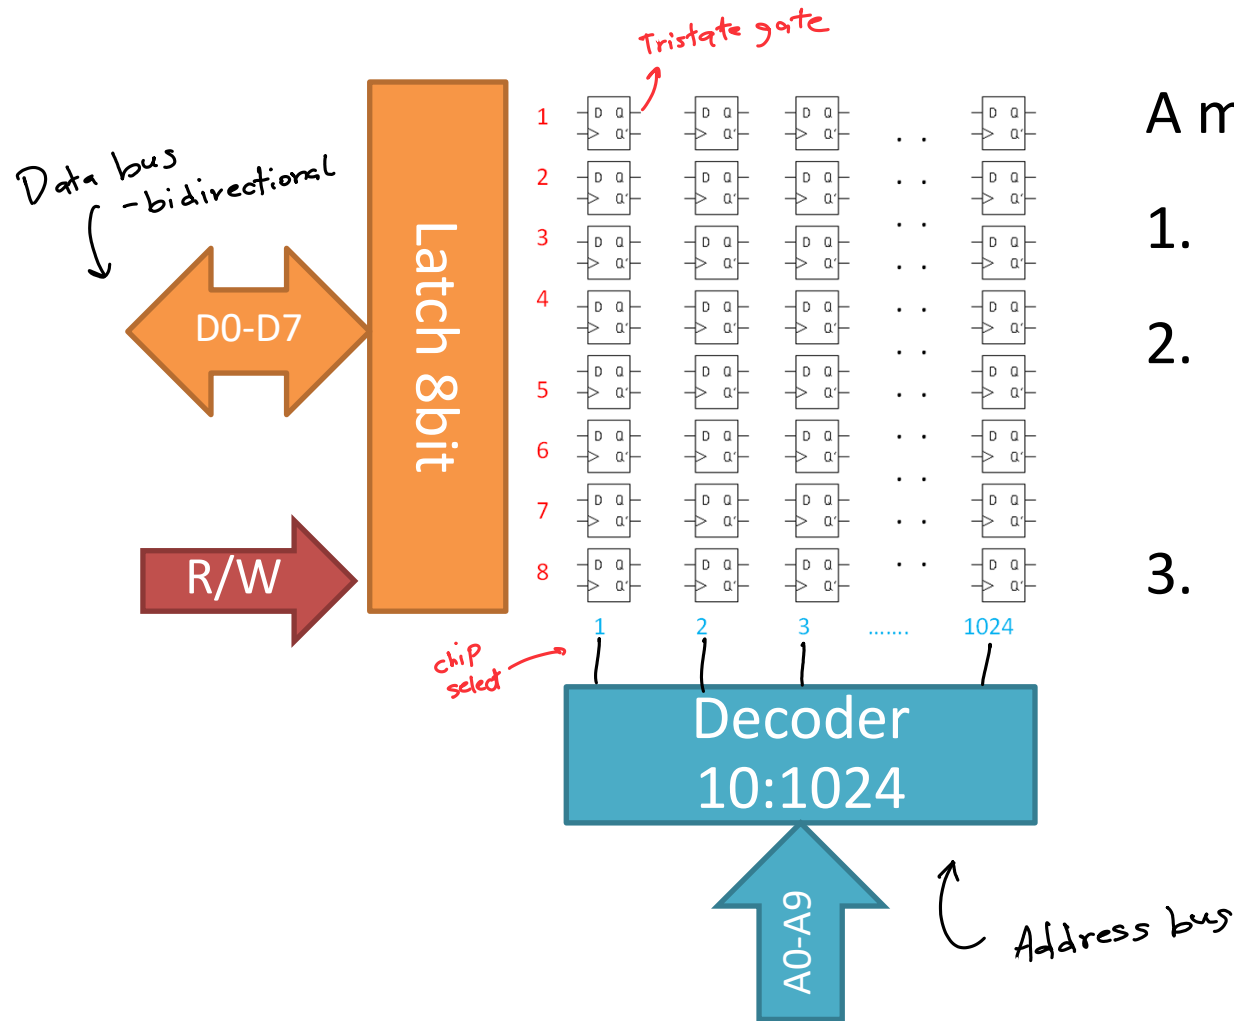 Tristate gate
A m
Data bus
-bidirectional
1
2
3
4
5
6
7
8
D Q D Q D Q D Q
Q' Q' Q' Q'
D Q D Q D Q D Q
Q' Q' Q' Q'
D Q D Q D Q D Q
Q' Q' Q' Q'
D Q D Q D Q D Q
Q' Q' Q' Q'
D Q D Q D Q D Q
Q' Q' Q' Q'
D Q D Q D Q D Q
Q' Q' Q' Q'
D Q D Q D Q D Q
Q' Q' Q' Q'
D Q D Q D Q D Q
Q' Q' Q' Q'
1.
2.
3.
D0-D7
Latch 8bit
R/W
1 2 3 ....... 1024
chip
select
Decoder
10:1024
A0-A9
Address bus